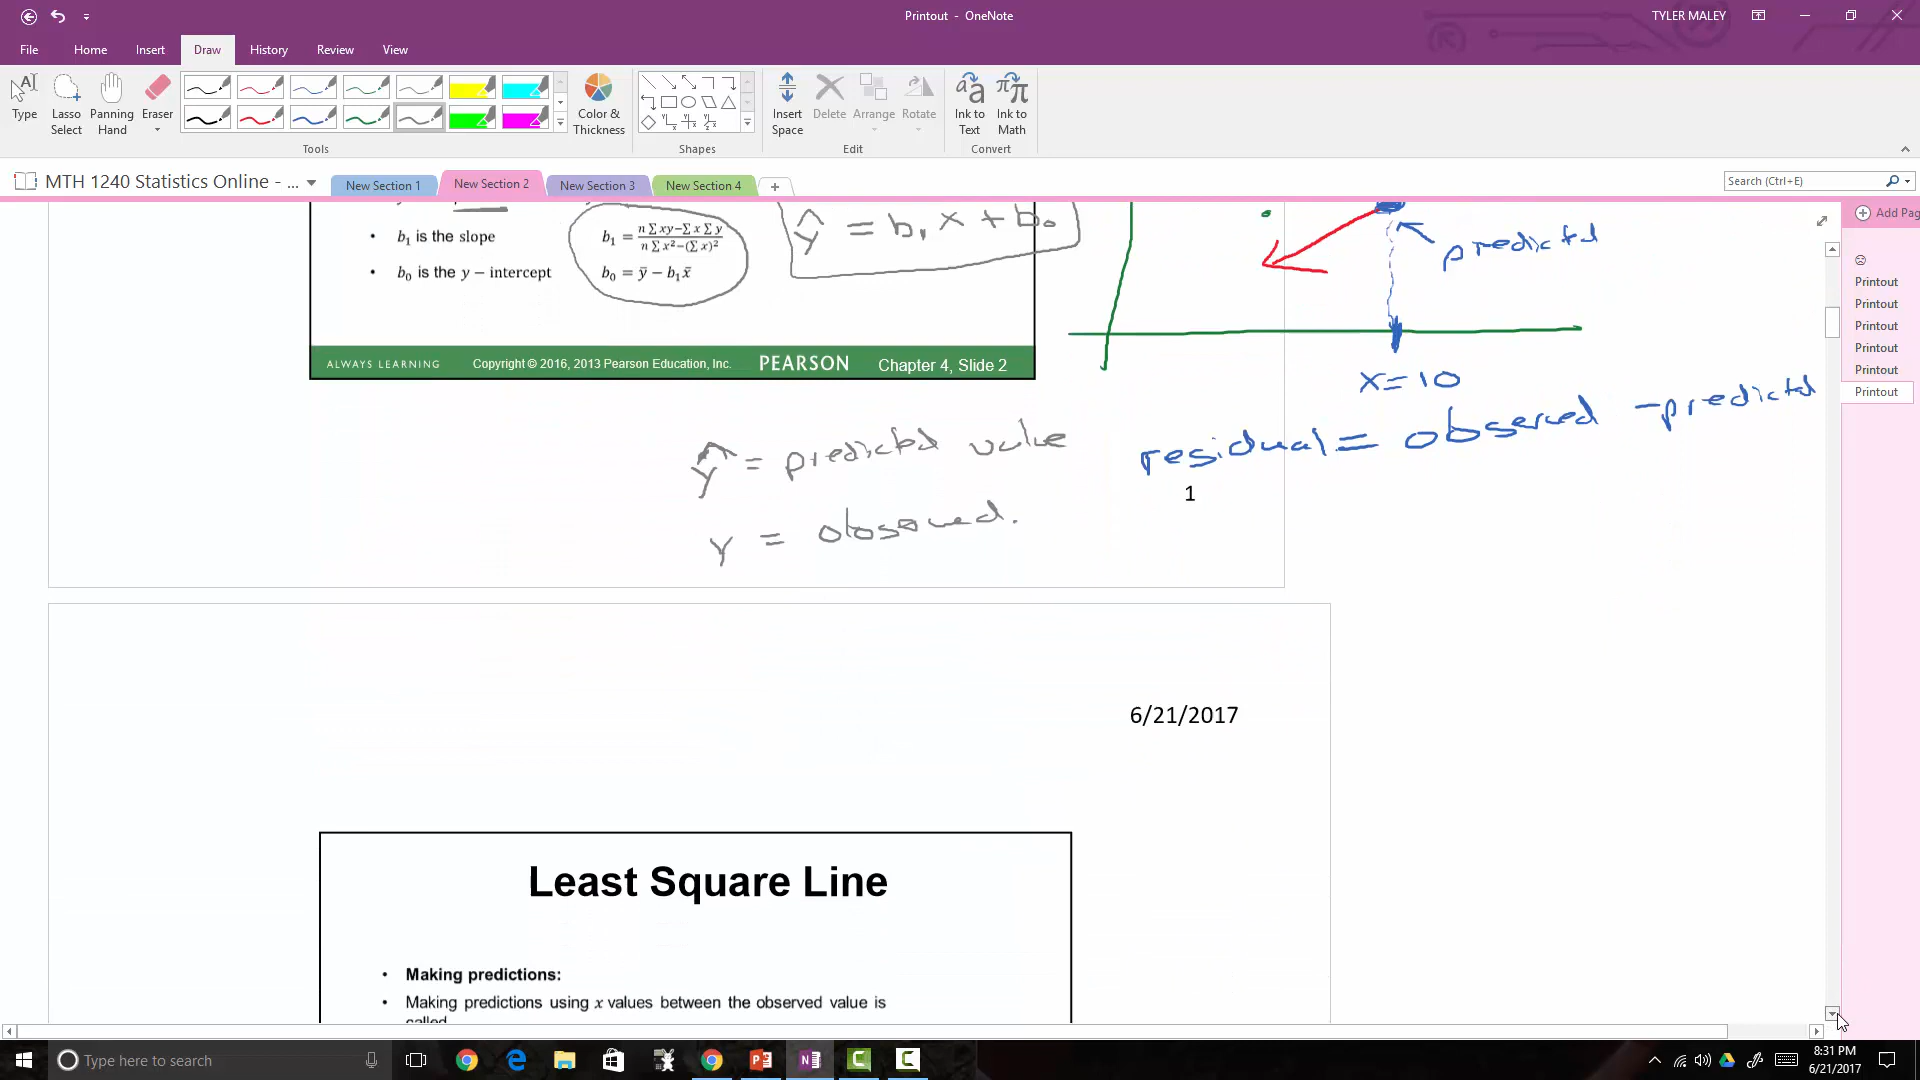 Printout - OneNote
TYLER MALEY
File Home Insert Draw History Review View
Type
Lasso Select
Panning Hand
Eraser
Color & Thickness
Insert Space
Delete
Arrange
Rotate
Ink to Text
Ink to Math
Tools
Shapes
Edit
Convert
MTH 1240 Statistics Online - ...
New Section 1
New Section 2
New Section 3
New Section 4
Search (Ctrl+E)
Add Pag
☹
Printout
Printout
Printout
Printout
Printout
Printout
• b₁ is the slope
b₁ = (n ∑ xy−∑ x ∑ y)/(n ∑ x²−(∑ x)²)
• b₀ is the y − intercept
b₀ = ȳ − b₁x̄
ŷ = b₁ x + b₀
predicted
ALWAYS LEARNING
Copyright © 2016, 2013 Pearson Education, Inc.
PEARSON
Chapter 4, Slide 2
x=10
residual = observed - predicted
ŷ = predicted value
1
y = observed.
6/21/2017
Least Square Line
• Making predictions:
• Making predictions using x values between the observed value is
called
Type here to search
8:31 PM
6/21/2017